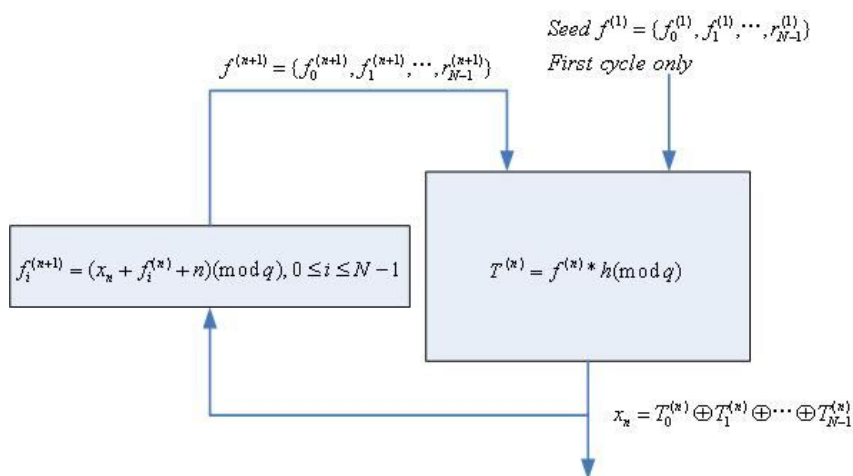 Seed f^{(1)} = {f_0^{(1)}, f_1^{(1)}, ⋯, r_{N-1}^{(1)}}
First cycle only
f^{(n+1)} = {f_0^{(n+1)}, f_1^{(n+1)}, ⋯, r_{N-1}^{(n+1)}}
f_i^{(n+1)} = (x_n + f_i^{(n)} + n)(mod q), 0 ≤ i ≤ N − 1
T^{(n)} = f^{(n)} * h(mod q)
x_n = T_0^{(n)} ⊕ T_1^{(n)} ⊕ ⋯ ⊕ T_{N-1}^{(n)}